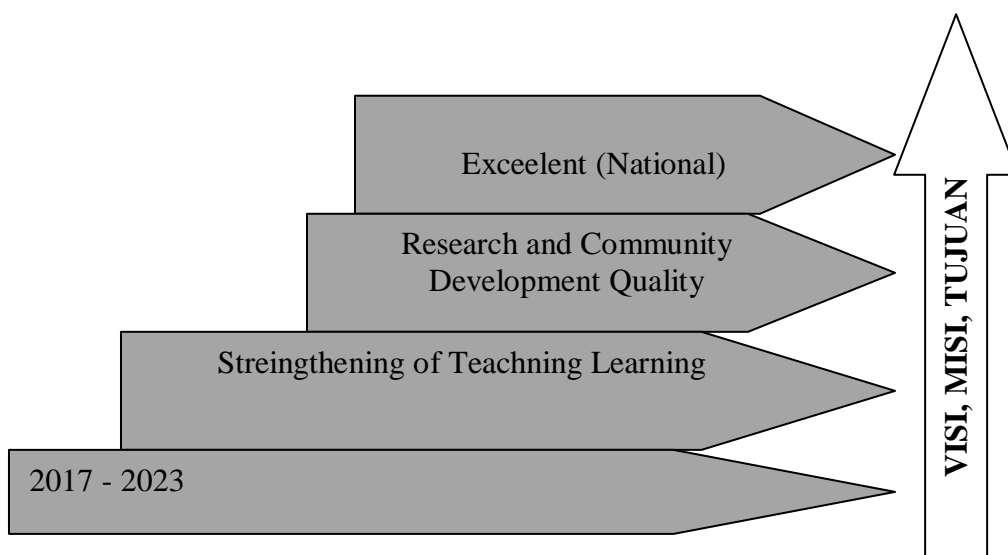 Exceelent (National)
Research and Community
Development Quality
Streingthening of Teachning Learning
2017 - 2023
VISI, MISI, TUJUAN